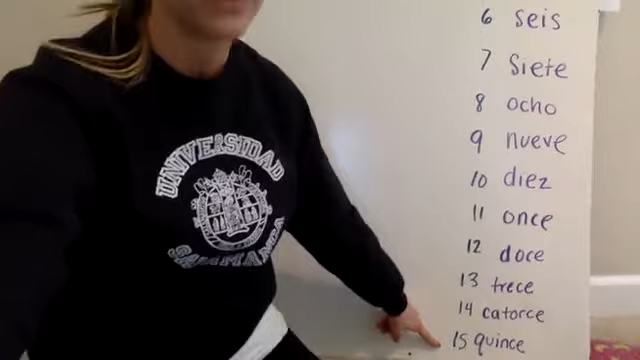 UNIVERSIDAD
SALAMANCA
6 seis
7 Siete
8 ocho
9 nueve
10 diez
11 once
12 doce
13 trece
14 catorce
15 quince